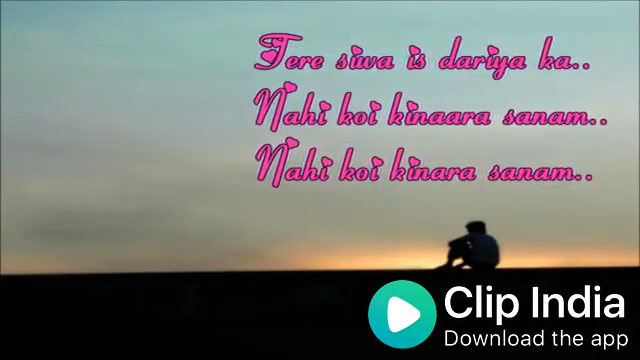 Tere siwa is dariya ka..
Nahi koi kinaara sanam..
Nahi koi kinara sanam..
Clip India
Download the app